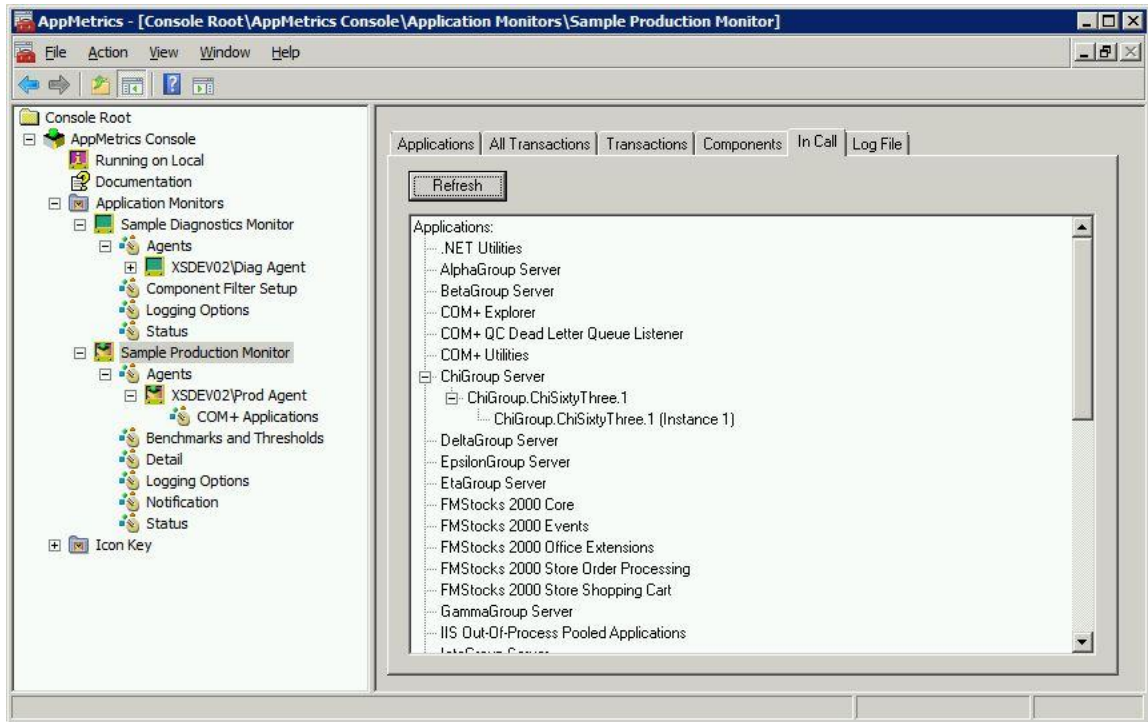 AppMetrics - [Console Root\AppMetrics Console\Application Monitors\Sample Production Monitor]
File Action View Window Help
Console Root
AppMetrics Console
Running on Local
Documentation
Application Monitors
Sample Diagnostics Monitor
Agents
XSDEV02\Diag Agent
Component Filter Setup
Logging Options
Status
Sample Production Monitor
Agents
XSDEV02\Prod Agent
COM+ Applications
Benchmarks and Thresholds
Detail
Logging Options
Notification
Status
Icon Key
Applications All Transactions Transactions Components In Call Log File
Refresh
Applications:
.NET Utilities
AlphaGroup Server
BetaGroup Server
COM+ Explorer
COM+ QC Dead Letter Queue Listener
COM+ Utilities
ChiGroup Server
ChiGroup.ChiSixtyThree.1
ChiGroup.ChiSixtyThree.1 (Instance 1)
DeltaGroup Server
EpsilonGroup Server
EtaGroup Server
FMStocks 2000 Core
FMStocks 2000 Events
FMStocks 2000 Office Extensions
FMStocks 2000 Store Order Processing
FMStocks 2000 Store Shopping Cart
GammaGroup Server
IIS Out-Of-Process Pooled Applications